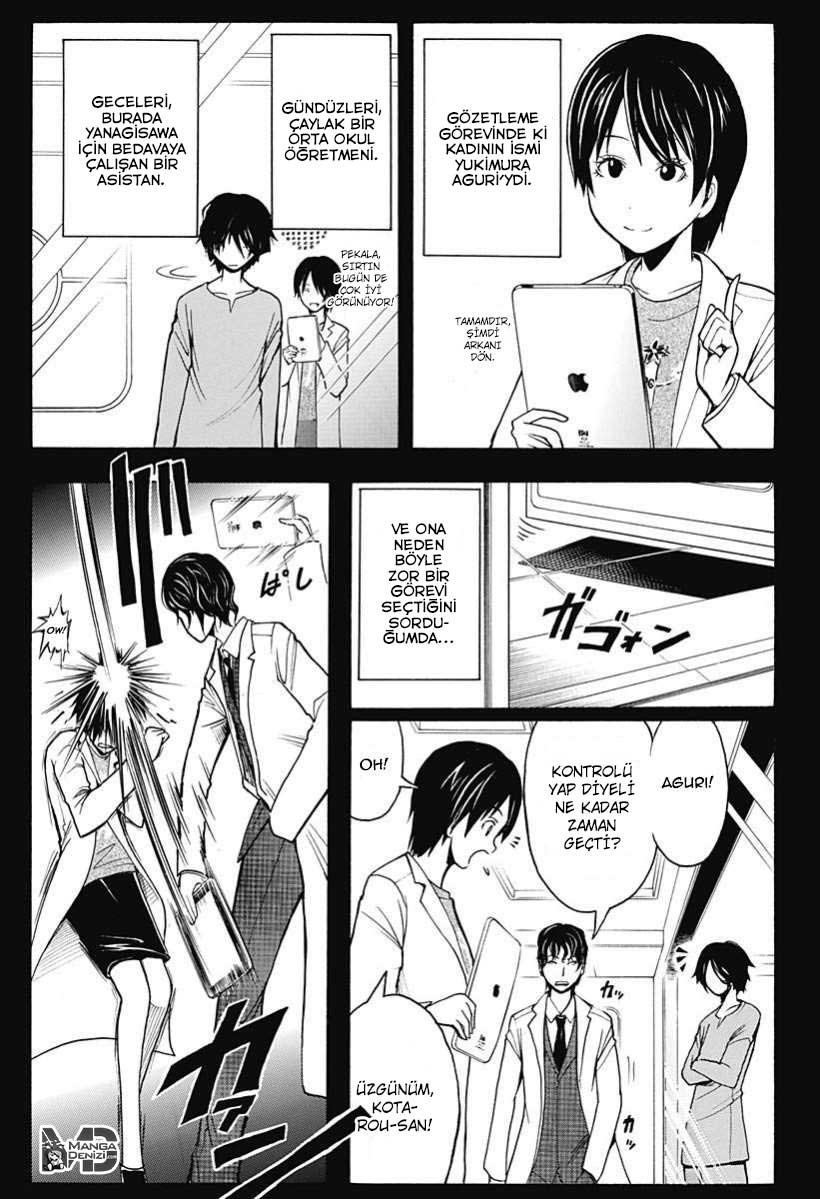 GÖZETLEME
GÖREVİNDE Kİ
KADININ İSMİ
YUKIMURA
AGURI'YDİ.
TAMAMDIR,
ŞİMDİ
ARKANI
DÖN.
GÜNDÜZLERİ,
ÇAYLAK BİR
ORTA OKUL
ÖĞRETMENİ.
GECELERİ,
BURADA
YANAGISAWA
İÇİN BEDAVAYA
ÇALIŞAN BİR
ASİSTAN.
PEKALA,
SIRTIN
BUGÜN DE
ÇOK İYİ
GÖRÜNÜYOR!
ガゴォン
VE ONA
NEDEN
BÖYLE
ZOR BİR
GÖREVİ
SEÇTİĞİNİ
SORDU-
ĞUMDA...
ぱし
OW!
AGURI!
KONTROLÜ
YAP DİYELİ
NE KADAR
ZAMAN
GEÇTİ?
OH!
カッ
カッ
ÜZGÜNÜM,
KOTA-
ROU-SAN!
MANGA
DENİZİ